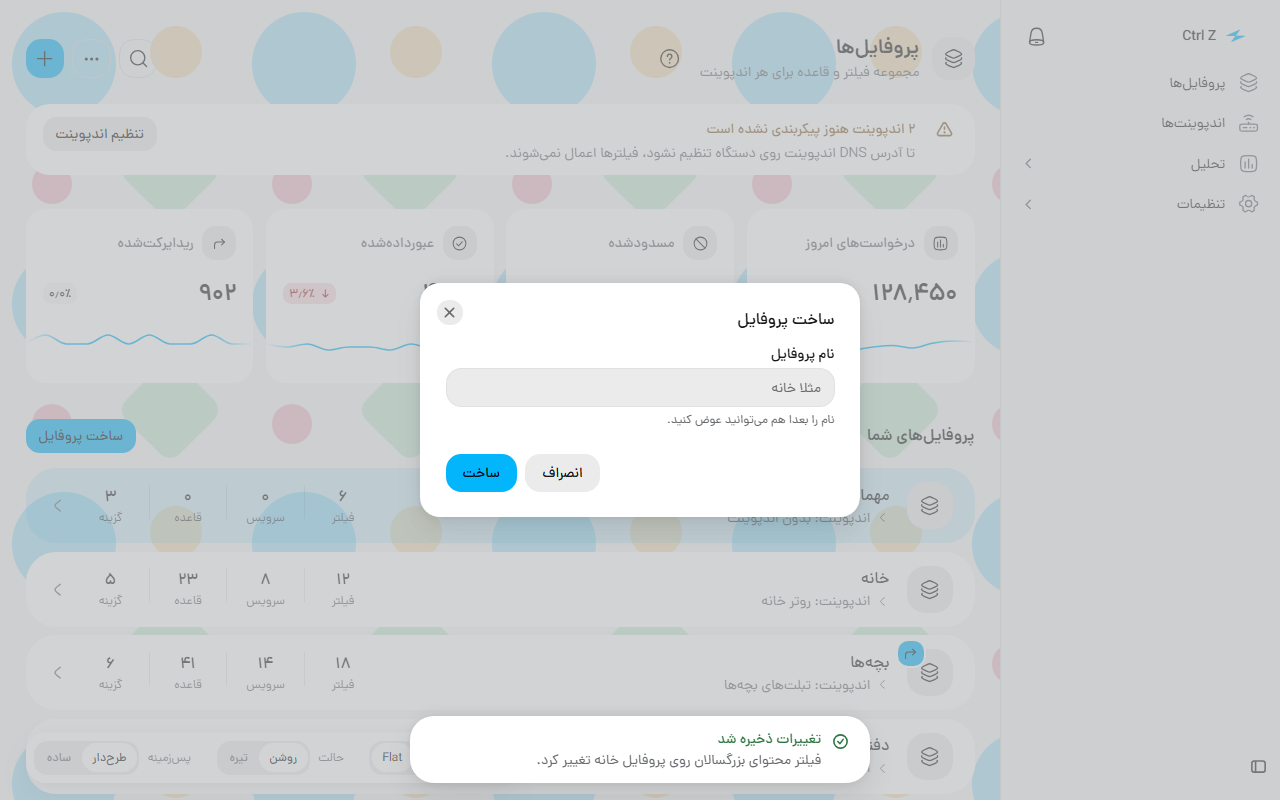 Ctrl Z
پروفایل‌ها
اندپوینت‌ها
تحلیل
تنظیمات
پروفایل‌ها
مجموعه فیلتر و قاعده برای هر اندپوینت
۲ اندپوینت هنوز پیکربندی نشده است
تا آدرس DNS اندپوینت روی دستگاه تنظیم نشود، فیلترها اعمال نمی‌شوند.
تنظیم اندپوینت
درخواست‌های امروز
۱۲۸,۴۵۰
مسدودشده
عبورداده‌شده
۳٫۶٪
ریدایرکت‌شده
۹۰۲
۰٫۰٪
ساخت پروفایل
نام پروفایل
مثلا خانه
نام را بعدا هم می‌توانید عوض کنید.
انصراف
ساخت
پروفایل‌های شما
ساخت پروفایل
اندپوینت: بدون اندپوینت
۶ فیلتر
۰ سرویس
۰ قاعده
۳ گزینه
خانه
اندپوینت: روتر خانه
۱۲ فیلتر
۸ سرویس
۲۳ قاعده
۵ گزینه
بچه‌ها
اندپوینت: تبلت‌های بچه‌ها
۱۸ فیلتر
۱۴ سرویس
۴۱ قاعده
۶ گزینه
تغییرات ذخیره شد
فیلتر محتوای بزرگسالان روی پروفایل خانه تغییر کرد.
Flat
حالت
روشن
تیره
پس‌زمینه
طرح‌دار
ساده